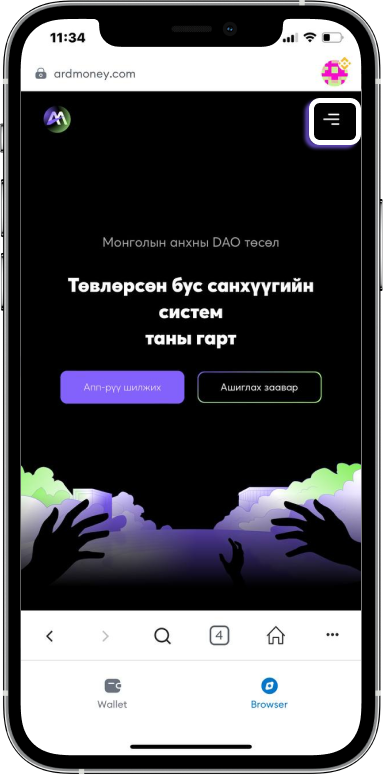 11:34
ardmoney.com
Монголын анхны DAO төсөл
Төвлөрсөн бус санхүүгийн
систем
таны гарт
Апп-руу шилжих
Ашиглах заавар
4
Wallet
Browser